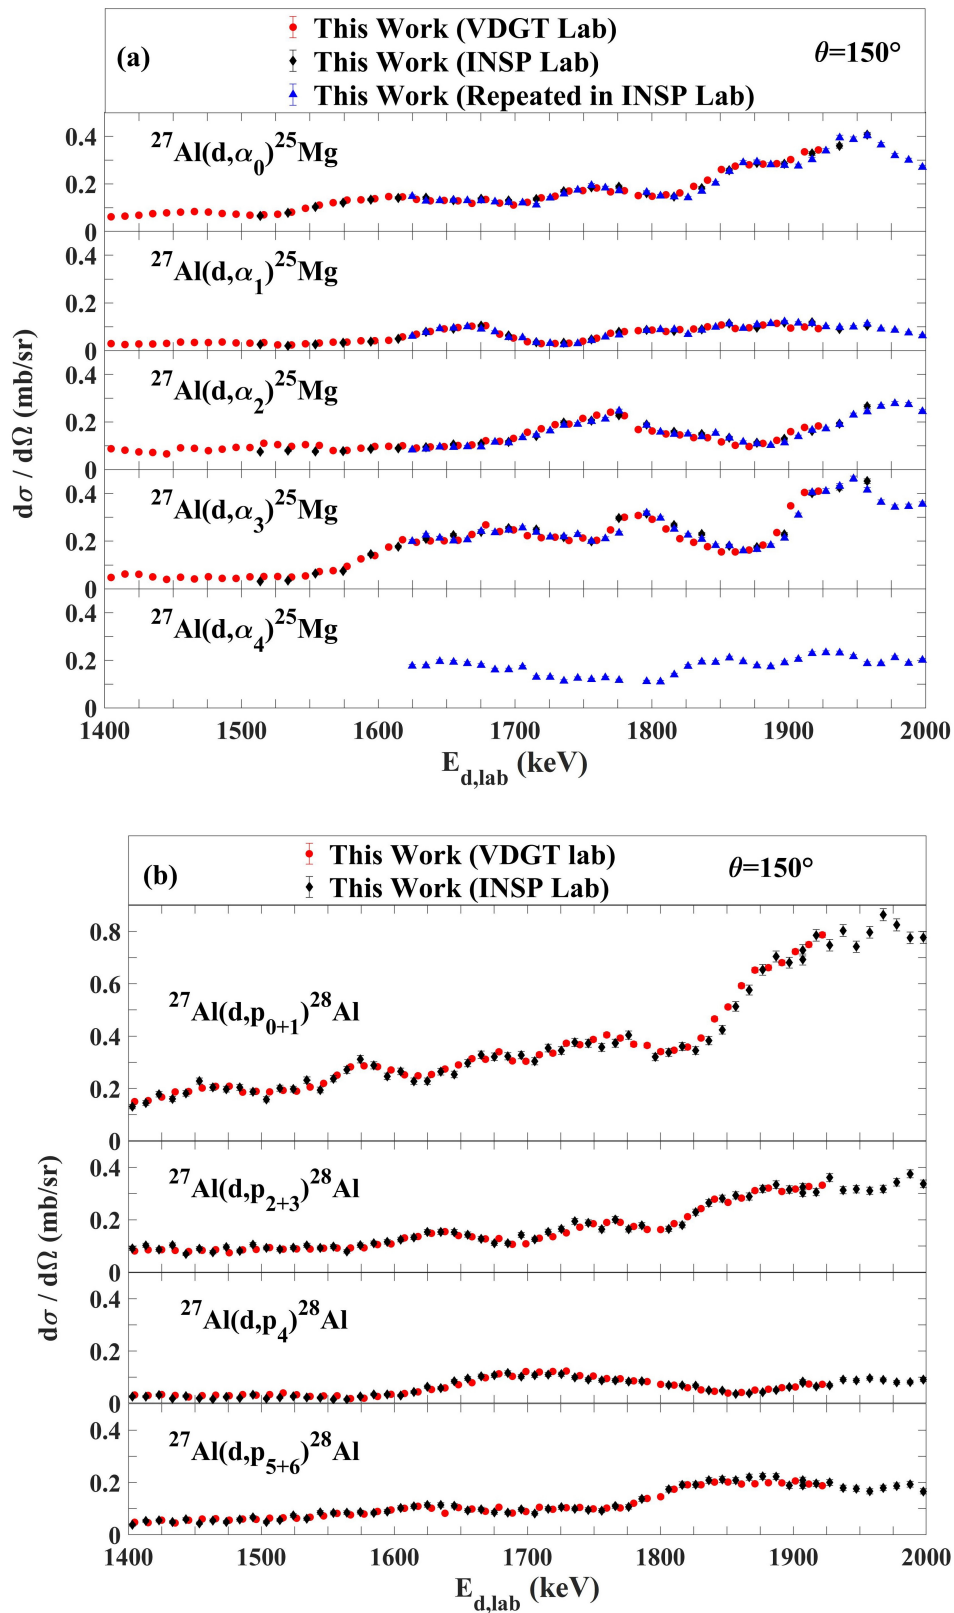 (a)
This Work (VDGT Lab)
This Work (INSP Lab)
This Work (Repeated in INSP Lab)
θ=150°
0.4
0.2
0
27Al(d,α0)25Mg
0.4
0.2
0
27Al(d,α1)25Mg
0.4
0.2
0
27Al(d,α2)25Mg
0.4
0.2
0
27Al(d,α3)25Mg
0.4
0.2
0
27Al(d,α4)25Mg
dσ / dΩ (mb/sr)
1400 1500 1600 1700 1800 1900 2000
Ed,lab (keV)
(b)
This Work (VDGT lab)
This Work (INSP Lab)
θ=150°
0.8
0.6
0.4
0.2
0
27Al(d,p0+1)28Al
0.4
0.2
0
27Al(d,p2+3)28Al
0.4
0.2
0
27Al(d,p4)28Al
0.4
0.2
0
27Al(d,p5+6)28Al
dσ / dΩ (mb/sr)
1400 1500 1600 1700 1800 1900 2000
Ed,lab (keV)